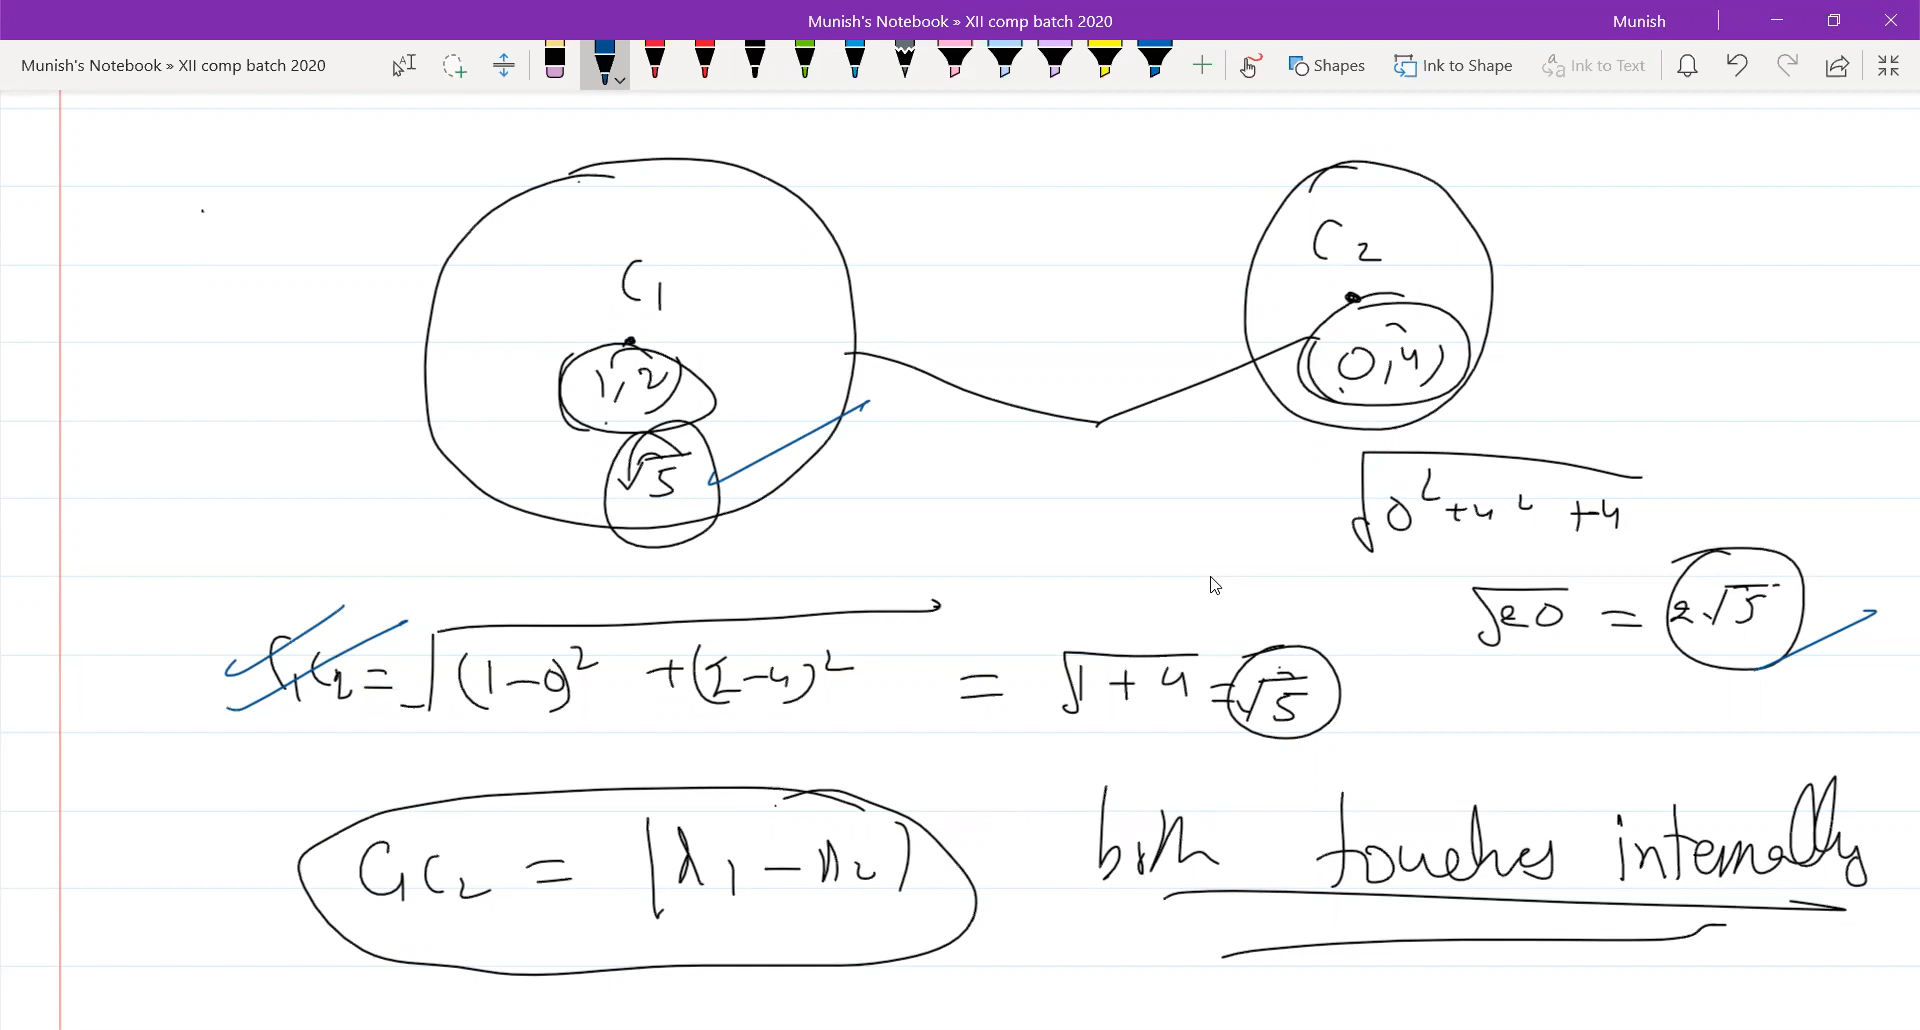 Munish's Notebook » XII comp batch 2020
Munish
Munish's Notebook » XII comp batch 2020
Shapes
Ink to Shape
Ink to Text
C₁
C₂
1, 2
0, 4)
√5
√0² + 4² + 4
√20 = 2√5
C₁C₂ = √(1-0)² + (2-4)² = √1+4 = √5
C₁C₂ = |r₁ - r₂| both touches internally